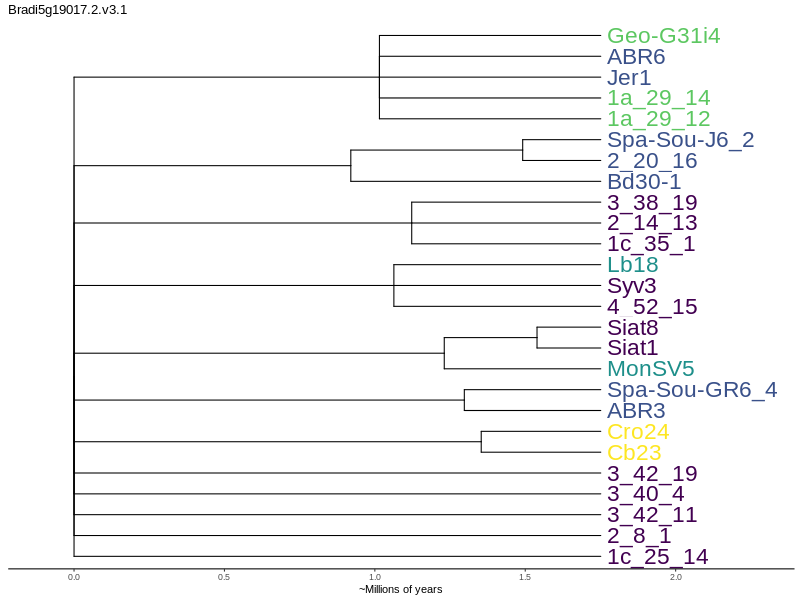 Bradi5g19017.2.v3.1
Geo-G31i4
ABR6
Jer1
1a_29_14
1a_29_12
Spa-Sou-J6_2
2_20_16
Bd30-1
3_38_19
2_14_13
1c_35_1
Lb18
Syv3
4_52_15
Siat8
Siat1
MonSV5
Spa-Sou-GR6_4
ABR3
Cro24
Cb23
3_42_19
3_40_4
3_42_11
2_8_1
1c_25_14
0.0 0.5 1.0 1.5 2.0
~Millions of years